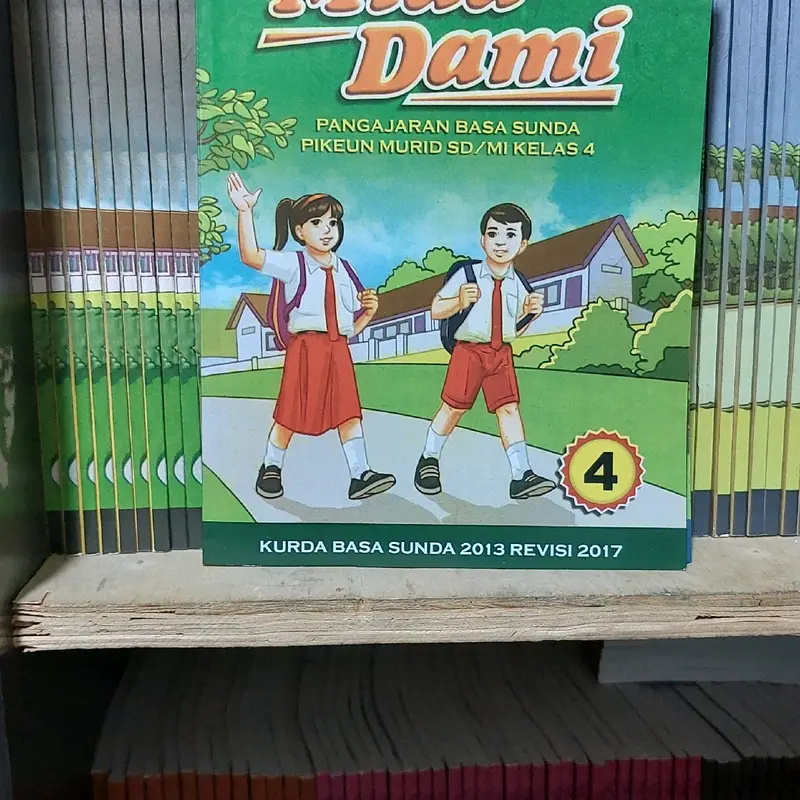 Dami
PANGAJARAN BASA SUNDA
PIKEUN MURID SD/MI KELAS 4
4
KURDA BASA SUNDA 2013 REVISI 2017